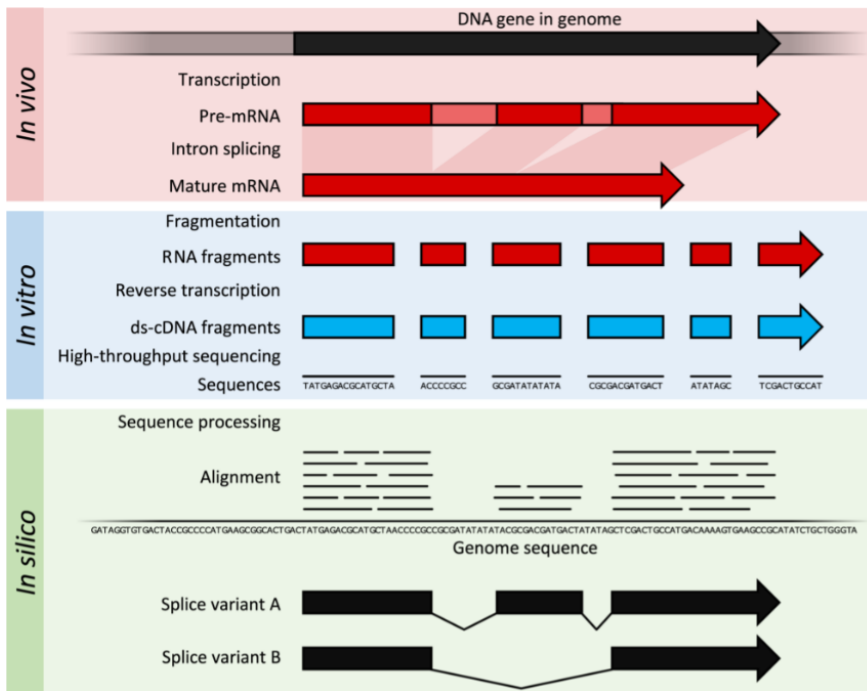 DNA gene in genome
In vivo
Transcription
Pre-mRNA
Intron splicing
Mature mRNA
In vitro
Fragmentation
RNA fragments
Reverse transcription
ds-cDNA fragments
High-throughput sequencing
Sequences TATGAGACGCATGCTA ACCCCGCC GCGATATATATA CGCGACGATGACT ATATAGC TCGACTGCCAT
In silico
Sequence processing
Alignment
GATAGGTGTGACTACCGCCCCATGAAGCGGCACTGACTATGAGACGCATGCTAACCCCGCCGCGATATATATACGCGACGATGACTATATAGCTCGACTGCCATGACAAAAGTGAAGCCGCATATCTGCTGGGTA
Genome sequence
Splice variant A
Splice variant B